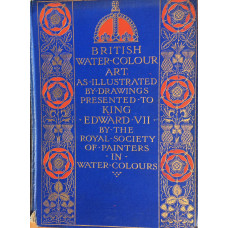 BRITISH
WATER·COLOUR
ART
AS·ILLUSTRATED
BY·DRAWINGS
PRESENTED·TO
KING
·EDWARD·VII·
BY·THE
ROYAL·SOCIETY
OF·PAINTERS
·IN·
WATER·COLOURS